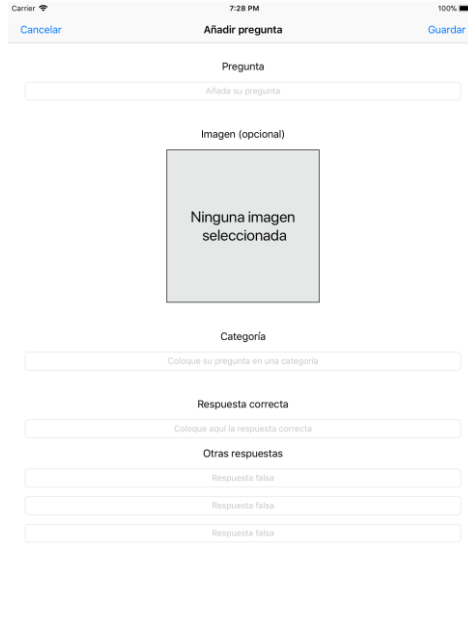 Carrier 7:28 PM 100%
Cancelar Añadir pregunta Guardar
Pregunta
Añada su pregunta
Imagen (opcional)
Ninguna imagen
seleccionada
Categoría
Coloque su pregunta en una categoría
Respuesta correcta
Coloque aquí la respuesta correcta
Otras respuestas
Respuesta falsa
Respuesta falsa
Respuesta falsa